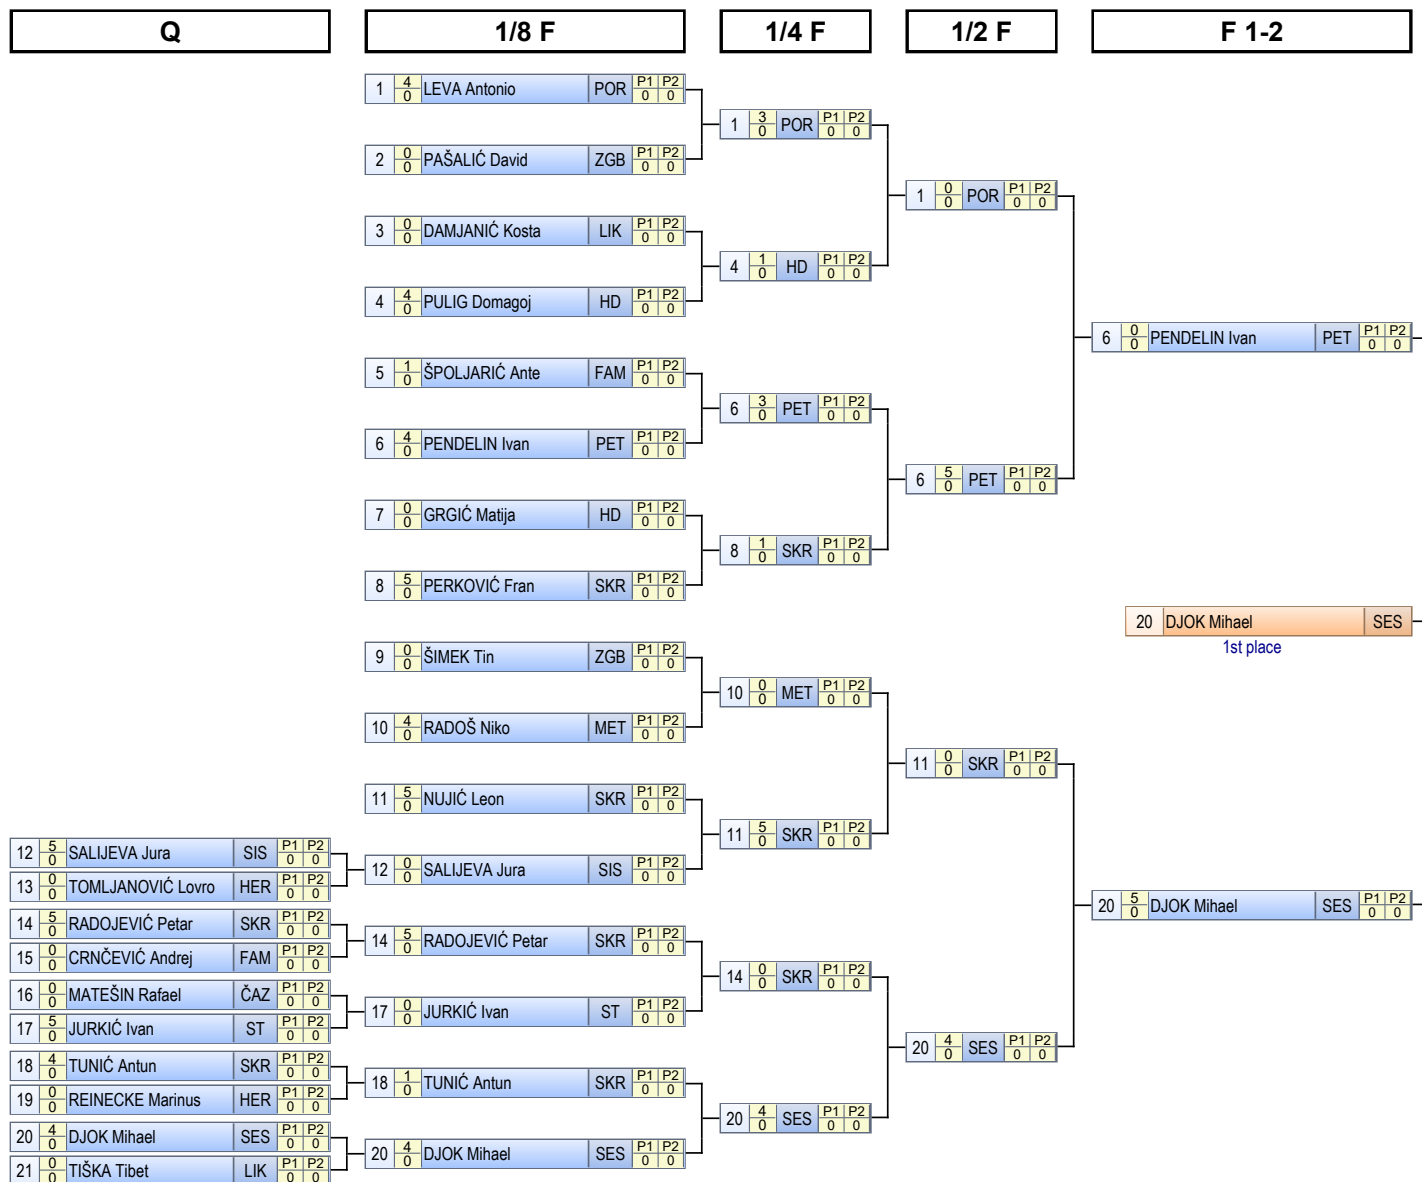 Q 1/8 F 1/4 F 1/2 F F 1-2
1 4 0 LEVA Antonio POR P1 P2 0 0
1 3 0 POR P1 P2 0 0
2 0 0 PAŠALIĆ David ZGB P1 P2 0 0
1 0 0 POR P1 P2 0 0
3 0 0 DAMJANIĆ Kosta LIK P1 P2 0 0
4 1 0 HD P1 P2 0 0
4 4 0 PULIG Domagoj HD P1 P2 0 0
6 0 0 PENDELIN Ivan PET P1 P2 0 0
5 1 0 ŠPOLJARIĆ Ante FAM P1 P2 0 0
6 3 0 PET P1 P2 0 0
6 4 0 PENDELIN Ivan PET P1 P2 0 0
6 5 0 PET P1 P2 0 0
7 0 0 GRGIĆ Matija HD P1 P2 0 0
8 1 0 SKR P1 P2 0 0
8 5 0 PERKOVIĆ Fran SKR P1 P2 0 0
20 DJOK Mihael SES
1st place
9 0 0 ŠIMEK Tin ZGB P1 P2 0 0
10 0 0 MET P1 P2 0 0
10 4 0 RADOŠ Niko MET P1 P2 0 0
11 0 0 SKR P1 P2 0 0
11 5 0 NUJIĆ Leon SKR P1 P2 0 0
11 5 0 SKR P1 P2 0 0
12 5 0 SALIJEVA Jura SIS P1 P2 0 0
12 0 0 SALIJEVA Jura SIS P1 P2 0 0
13 0 0 TOMLJANOVIĆ Lovro HER P1 P2 0 0
20 5 0 DJOK Mihael SES P1 P2 0 0
14 5 0 RADOJEVIĆ Petar SKR P1 P2 0 0
14 5 0 RADOJEVIĆ Petar SKR P1 P2 0 0
15 0 0 CRNČEVIĆ Andrej FAM P1 P2 0 0
14 0 0 SKR P1 P2 0 0
16 0 0 MATEŠIN Rafael ČAZ P1 P2 0 0
17 0 0 JURKIĆ Ivan ST P1 P2 0 0
17 5 0 JURKIĆ Ivan ST P1 P2 0 0
20 4 0 SES P1 P2 0 0
18 4 0 TUNIĆ Antun SKR P1 P2 0 0
18 1 0 TUNIĆ Antun SKR P1 P2 0 0
19 0 0 REINECKE Marinus HER P1 P2 0 0
20 4 0 SES P1 P2 0 0
20 4 0 DJOK Mihael SES P1 P2 0 0
20 4 0 DJOK Mihael SES P1 P2 0 0
21 0 0 TIŠKA Tibet LIK P1 P2 0 0